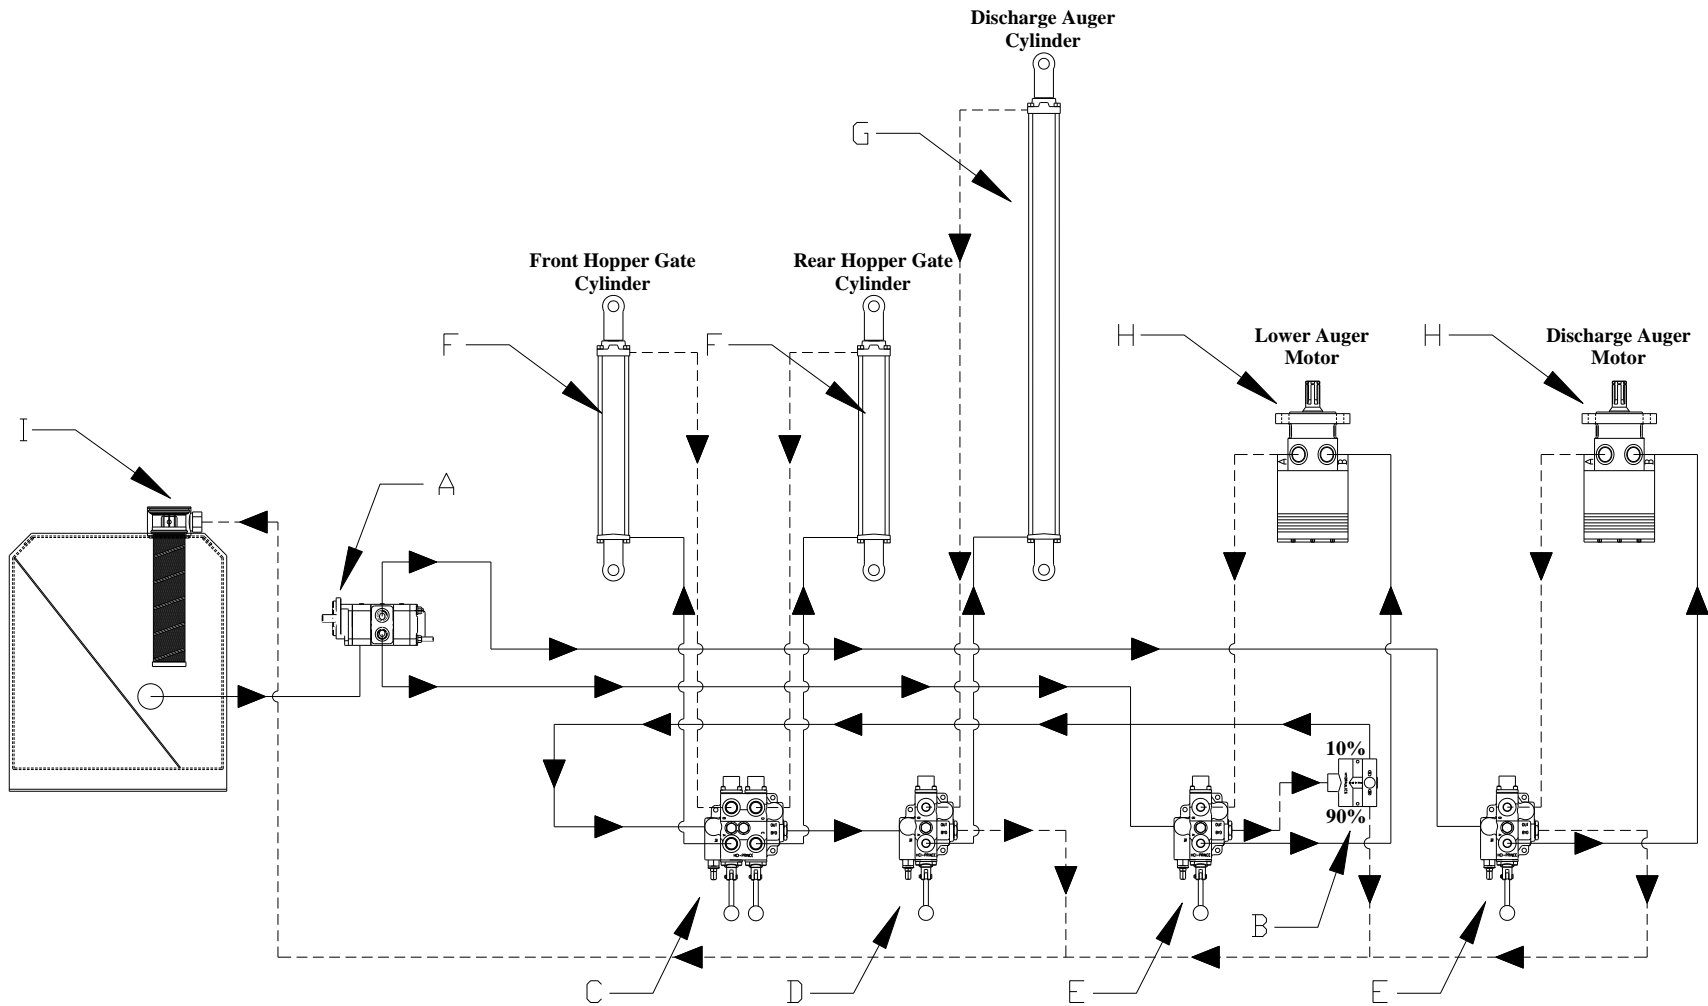 Discharge Auger
Cylinder
G
Front Hopper Gate
Cylinder
Rear Hopper Gate
Cylinder
F
F
H
Lower Auger
Motor
H
Discharge Auger
Motor
I
A
A
B
A
B
10%
90%
B
C
D
E
E